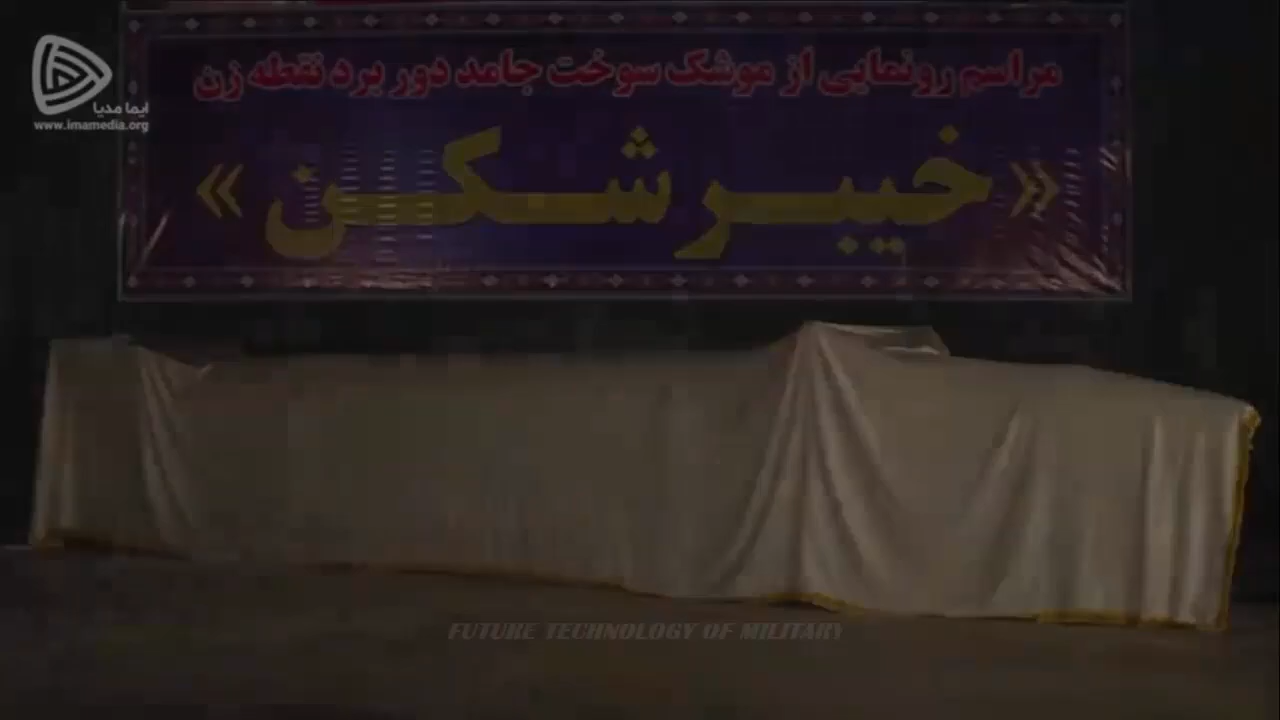 مراسم رونمایی از موشک سوخت جامد دور برد نقطه زن
«خیبرشکن»
ایما مدیا
www.imamedia.org
FUTURE TECHNOLOGY OF MILITARY